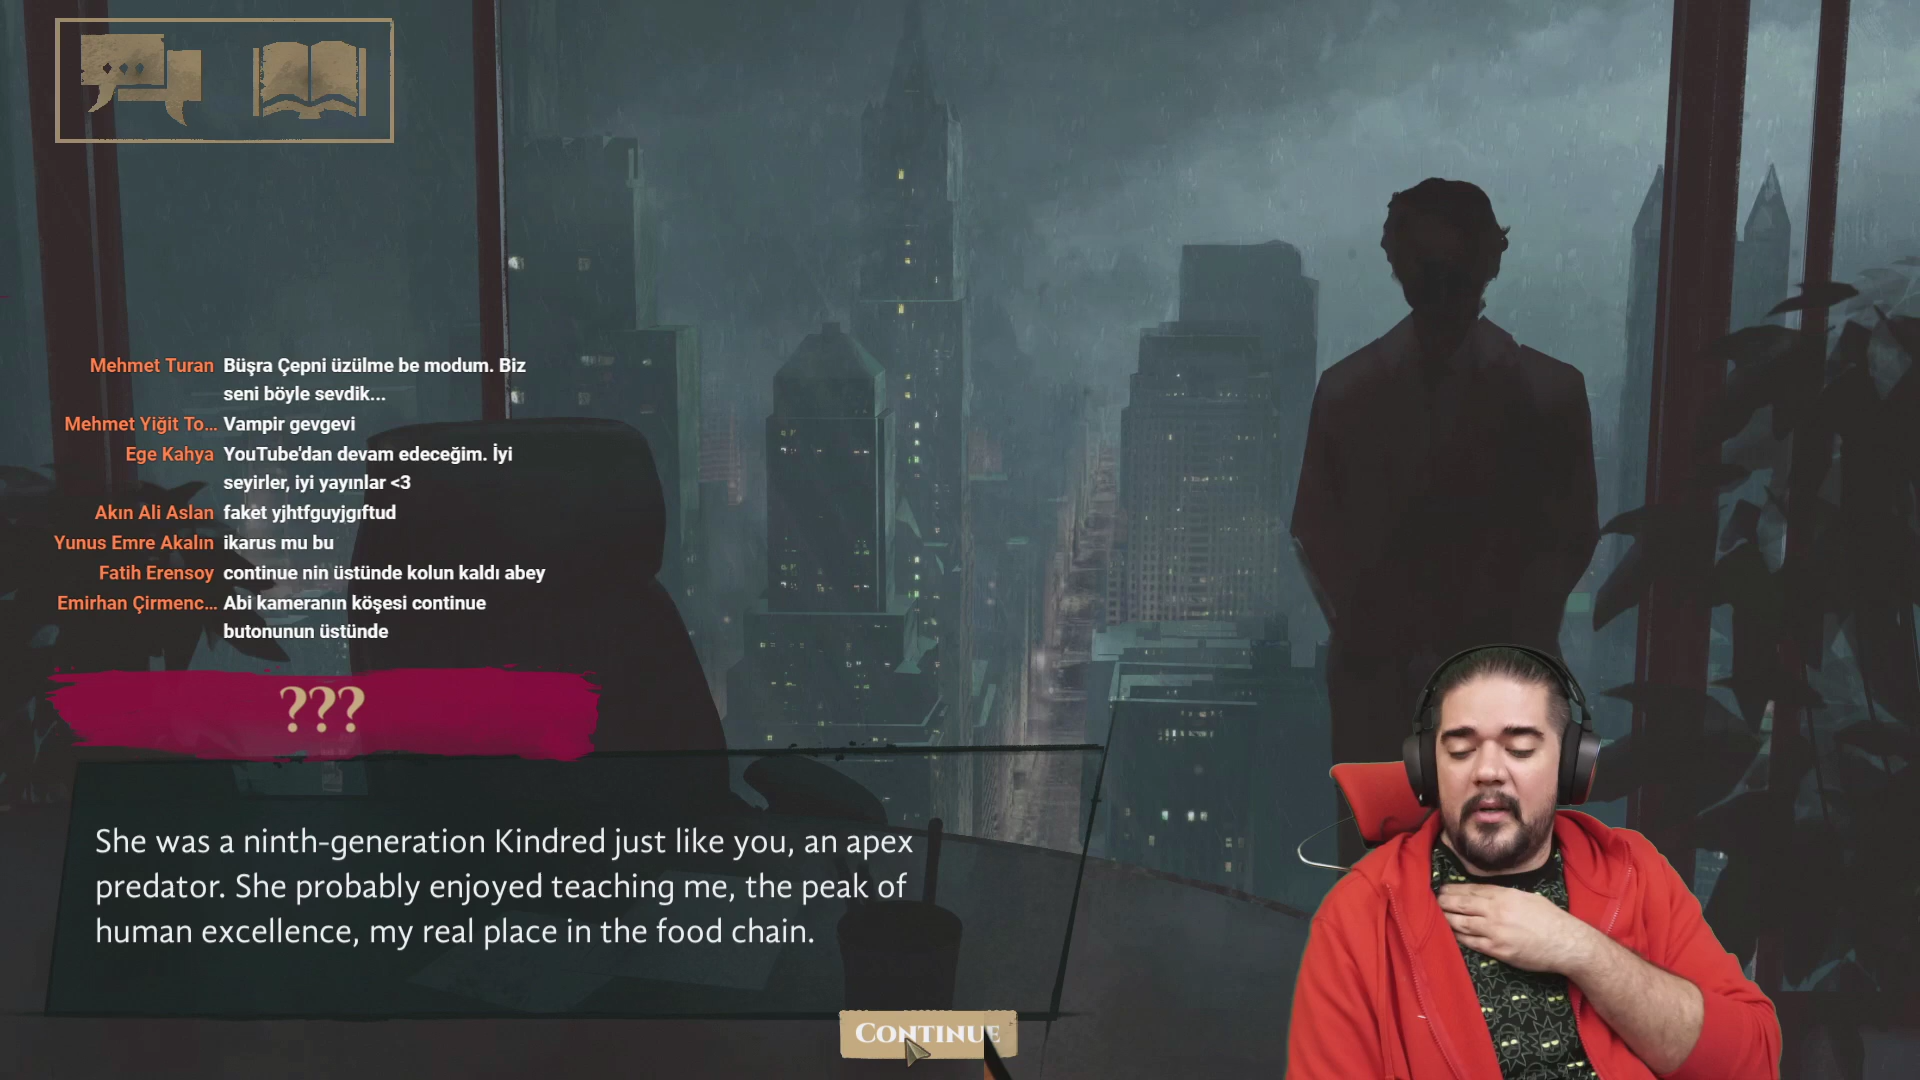 Mehmet Turan Büşra Çepni üzülme be modum. Biz
seni böyle sevdik...
Mehmet Yiğit To... Vampir gevgevi
Ege Kahya YouTube'dan devam edeceğim. İyi
seyirler, iyi yayınlar <3
Akın Ali Aslan faket yjhtfguyjgıftud
Yunus Emre Akalın ikarus mu bu
Fatih Erensoy continue nin üstünde kolun kaldı abey
Emirhan Çirmenc... Abi kameranın köşesi continue
butonunun üstünde
???
She was a ninth-generation Kindred just like you, an apex
predator. She probably enjoyed teaching me, the peak of
human excellence, my real place in the food chain.
CONTINUE